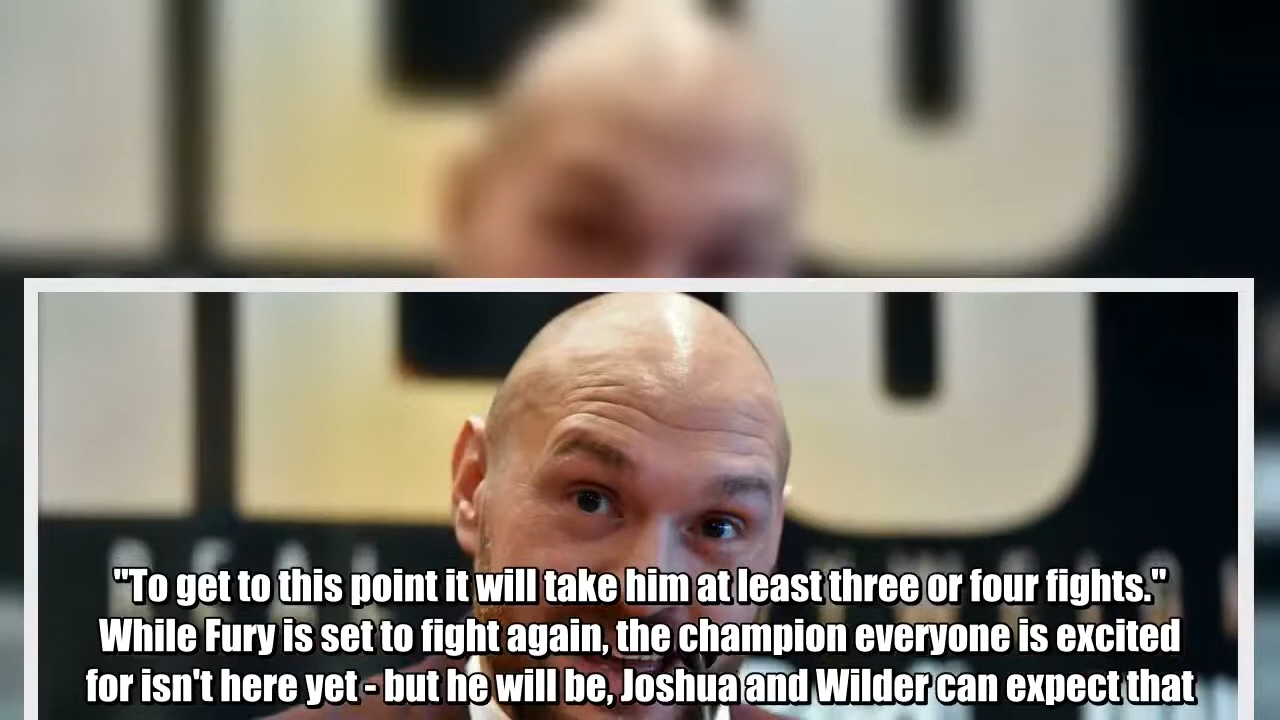 "To get to this point it will take him at least three or four fights."
While Fury is set to fight again, the champion everyone is excited
for isn't here yet - but he will be, Joshua and Wilder can expect that